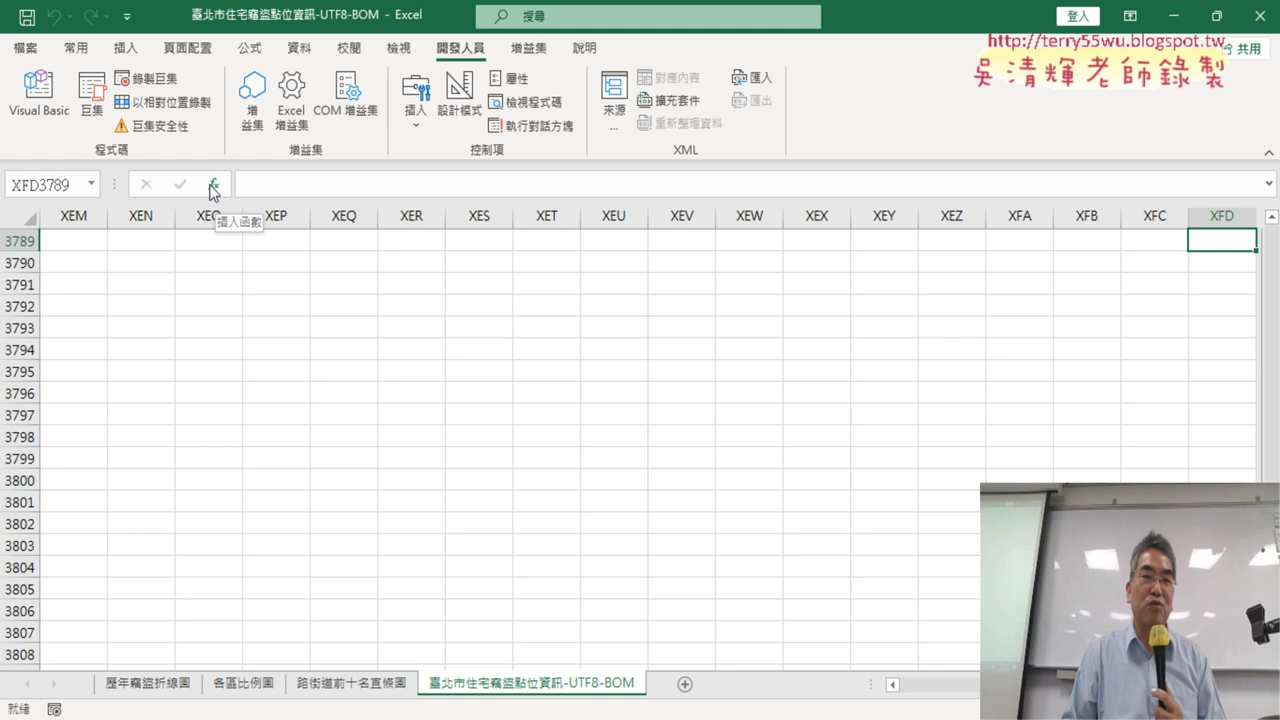 臺北市住宅竊盜點位資訊-UTF8-BOM - Excel
搜尋
登入
檔案 常用 插入 頁面配置 公式 資料 校閱 檢視 開發人員 增益集 說明
共用
http://terry55wu.blogspot.tw
吳清輝老師錄製
Visual Basic
巨集
錄製巨集
以相對位置錄製
巨集安全性
程式碼
增益集
Excel 增益集
COM 增益集
增益集
插入
設計模式
屬性
檢視程式碼
執行對話方塊
控制項
來源
...
對應內容
擴充套件
重新整理資料
匯入
匯出
XML
XFD3789
fx
插入函數
XEM XEN XEO XEP XEQ XER XES XET XEU XEV XEW XEX XEY XEZ XFA XFB XFC XFD
3789
3790
3791
3792
3793
3794
3795
3796
3797
3798
3799
3800
3801
3802
3803
3804
3805
3806
3807
3808
歷年竊盜折線圖 各區比例圖 路街道前十名直條圖 臺北市住宅竊盜點位資訊-UTF8-BOM
就緒